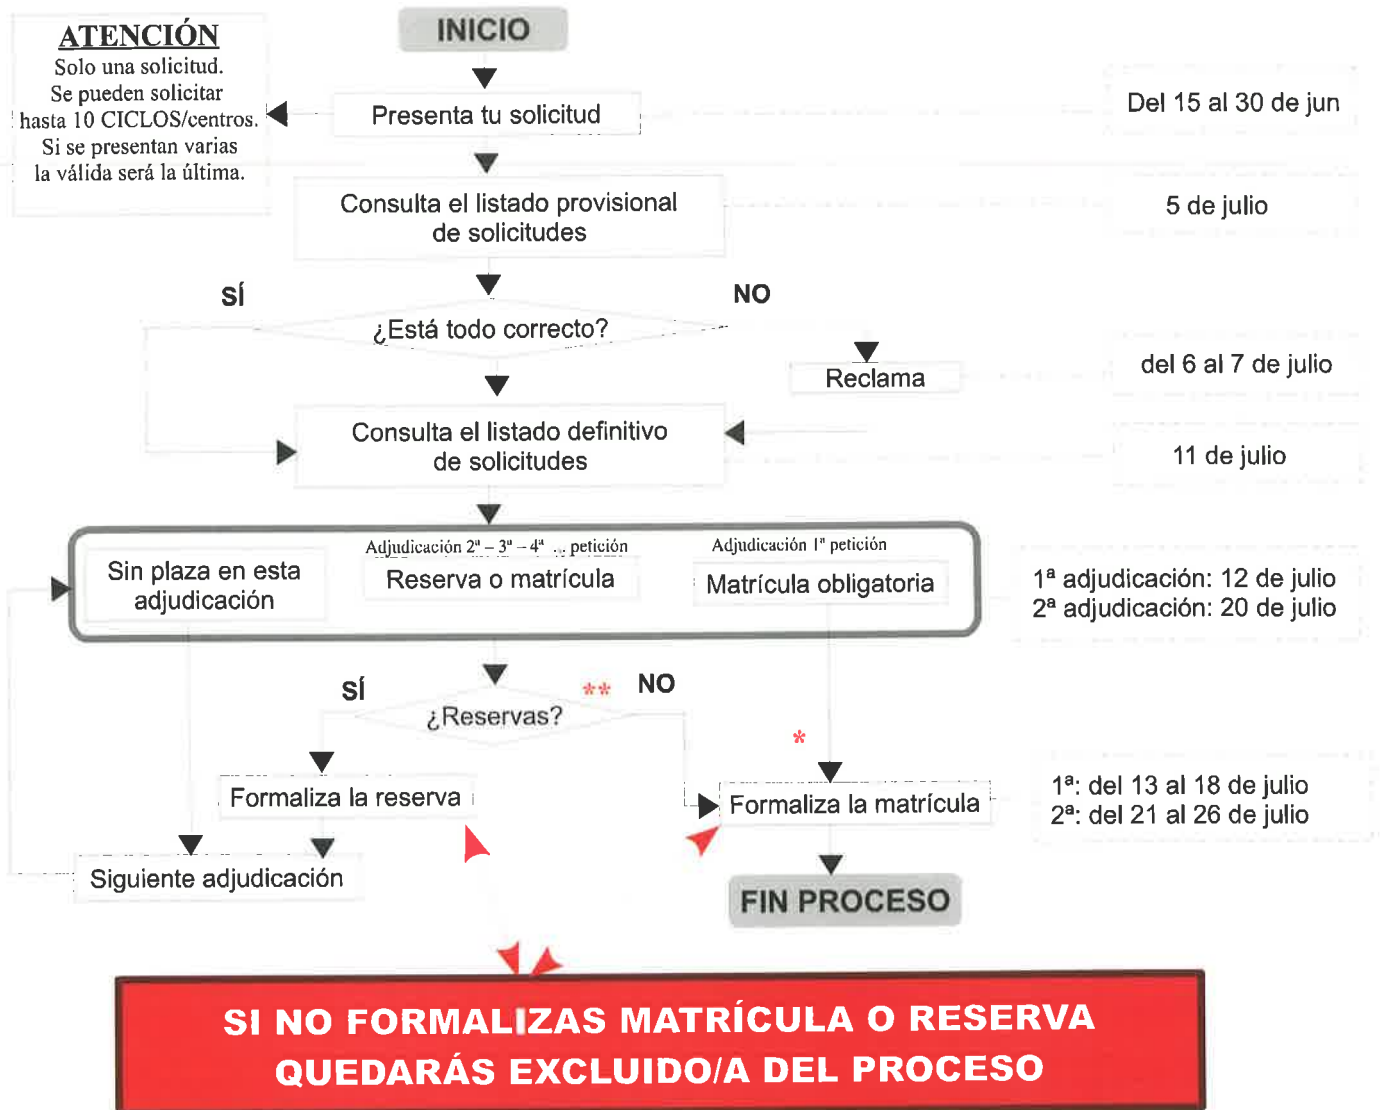 ATENCIÓN
Solo una solicitud.
Se pueden solicitar
hasta 10 CICLOS/centros.
Si se presentan varias
la válida será la última.
INICIO
Presenta tu solicitud
Del 15 al 30 de jun
Consulta el listado provisional
de solicitudes
5 de julio
SÍ
NO
¿Está todo correcto?
Reclama
del 6 al 7 de julio
Consulta el listado definitivo
de solicitudes
11 de julio
Sin plaza en esta
adjudicación
Adjudicación 2ª – 3ª – 4ª ... petición
Reserva o matrícula
Adjudicación 1ª petición
Matrícula obligatoria
1ª adjudicación: 12 de julio
2ª adjudicación: 20 de julio
SÍ
** NO
¿Reservas?
*
Formaliza la reserva
Formaliza la matrícula
1ª: del 13 al 18 de julio
2ª: del 21 al 26 de julio
Siguiente adjudicación
FIN PROCESO
SI NO FORMALIZAS MATRÍCULA O RESERVA
QUEDARÁS EXCLUIDO/A DEL PROCESO